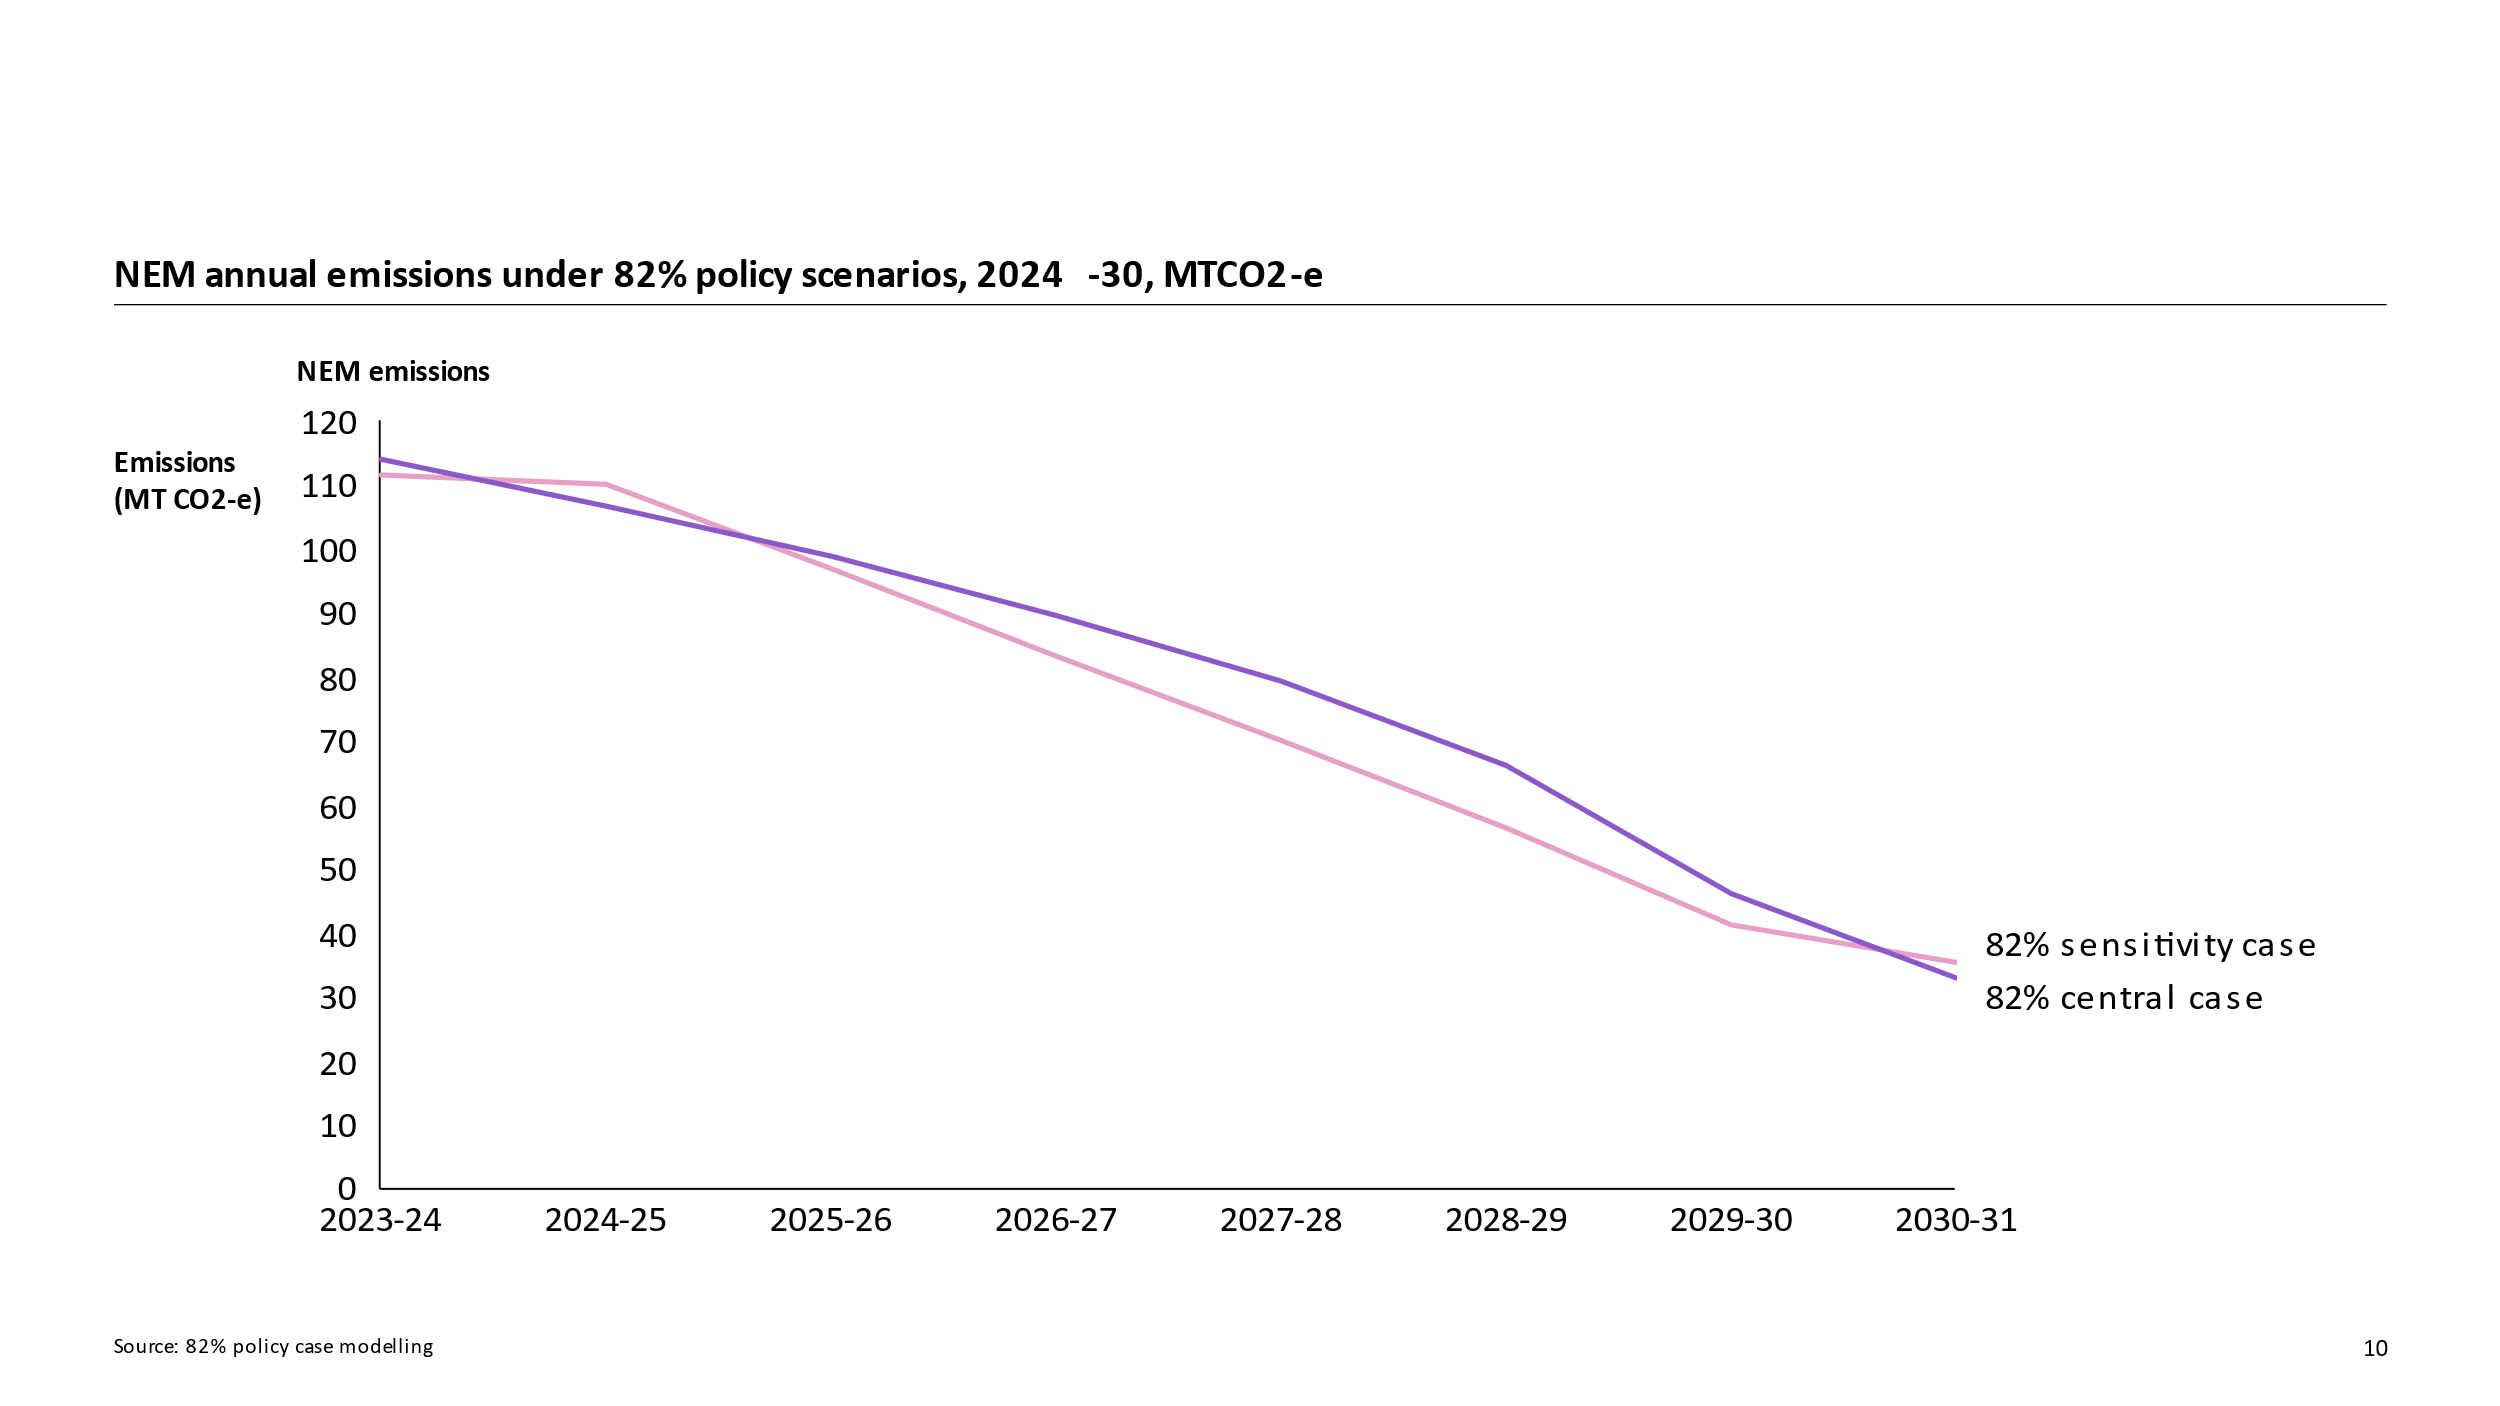 NEM annual emissions under 82% policy scenarios, 2024 -30, MTCO2-e
NEM emissions
Emissions
(MT CO2-e)
120
110
100
90
80
70
60
50
40
30
20
10
0
82% sensitivity case
82% central case
2023-24 2024-25 2025-26 2026-27 2027-28 2028-29 2029-30 2030-31
Source: 82% policy case modelling
10